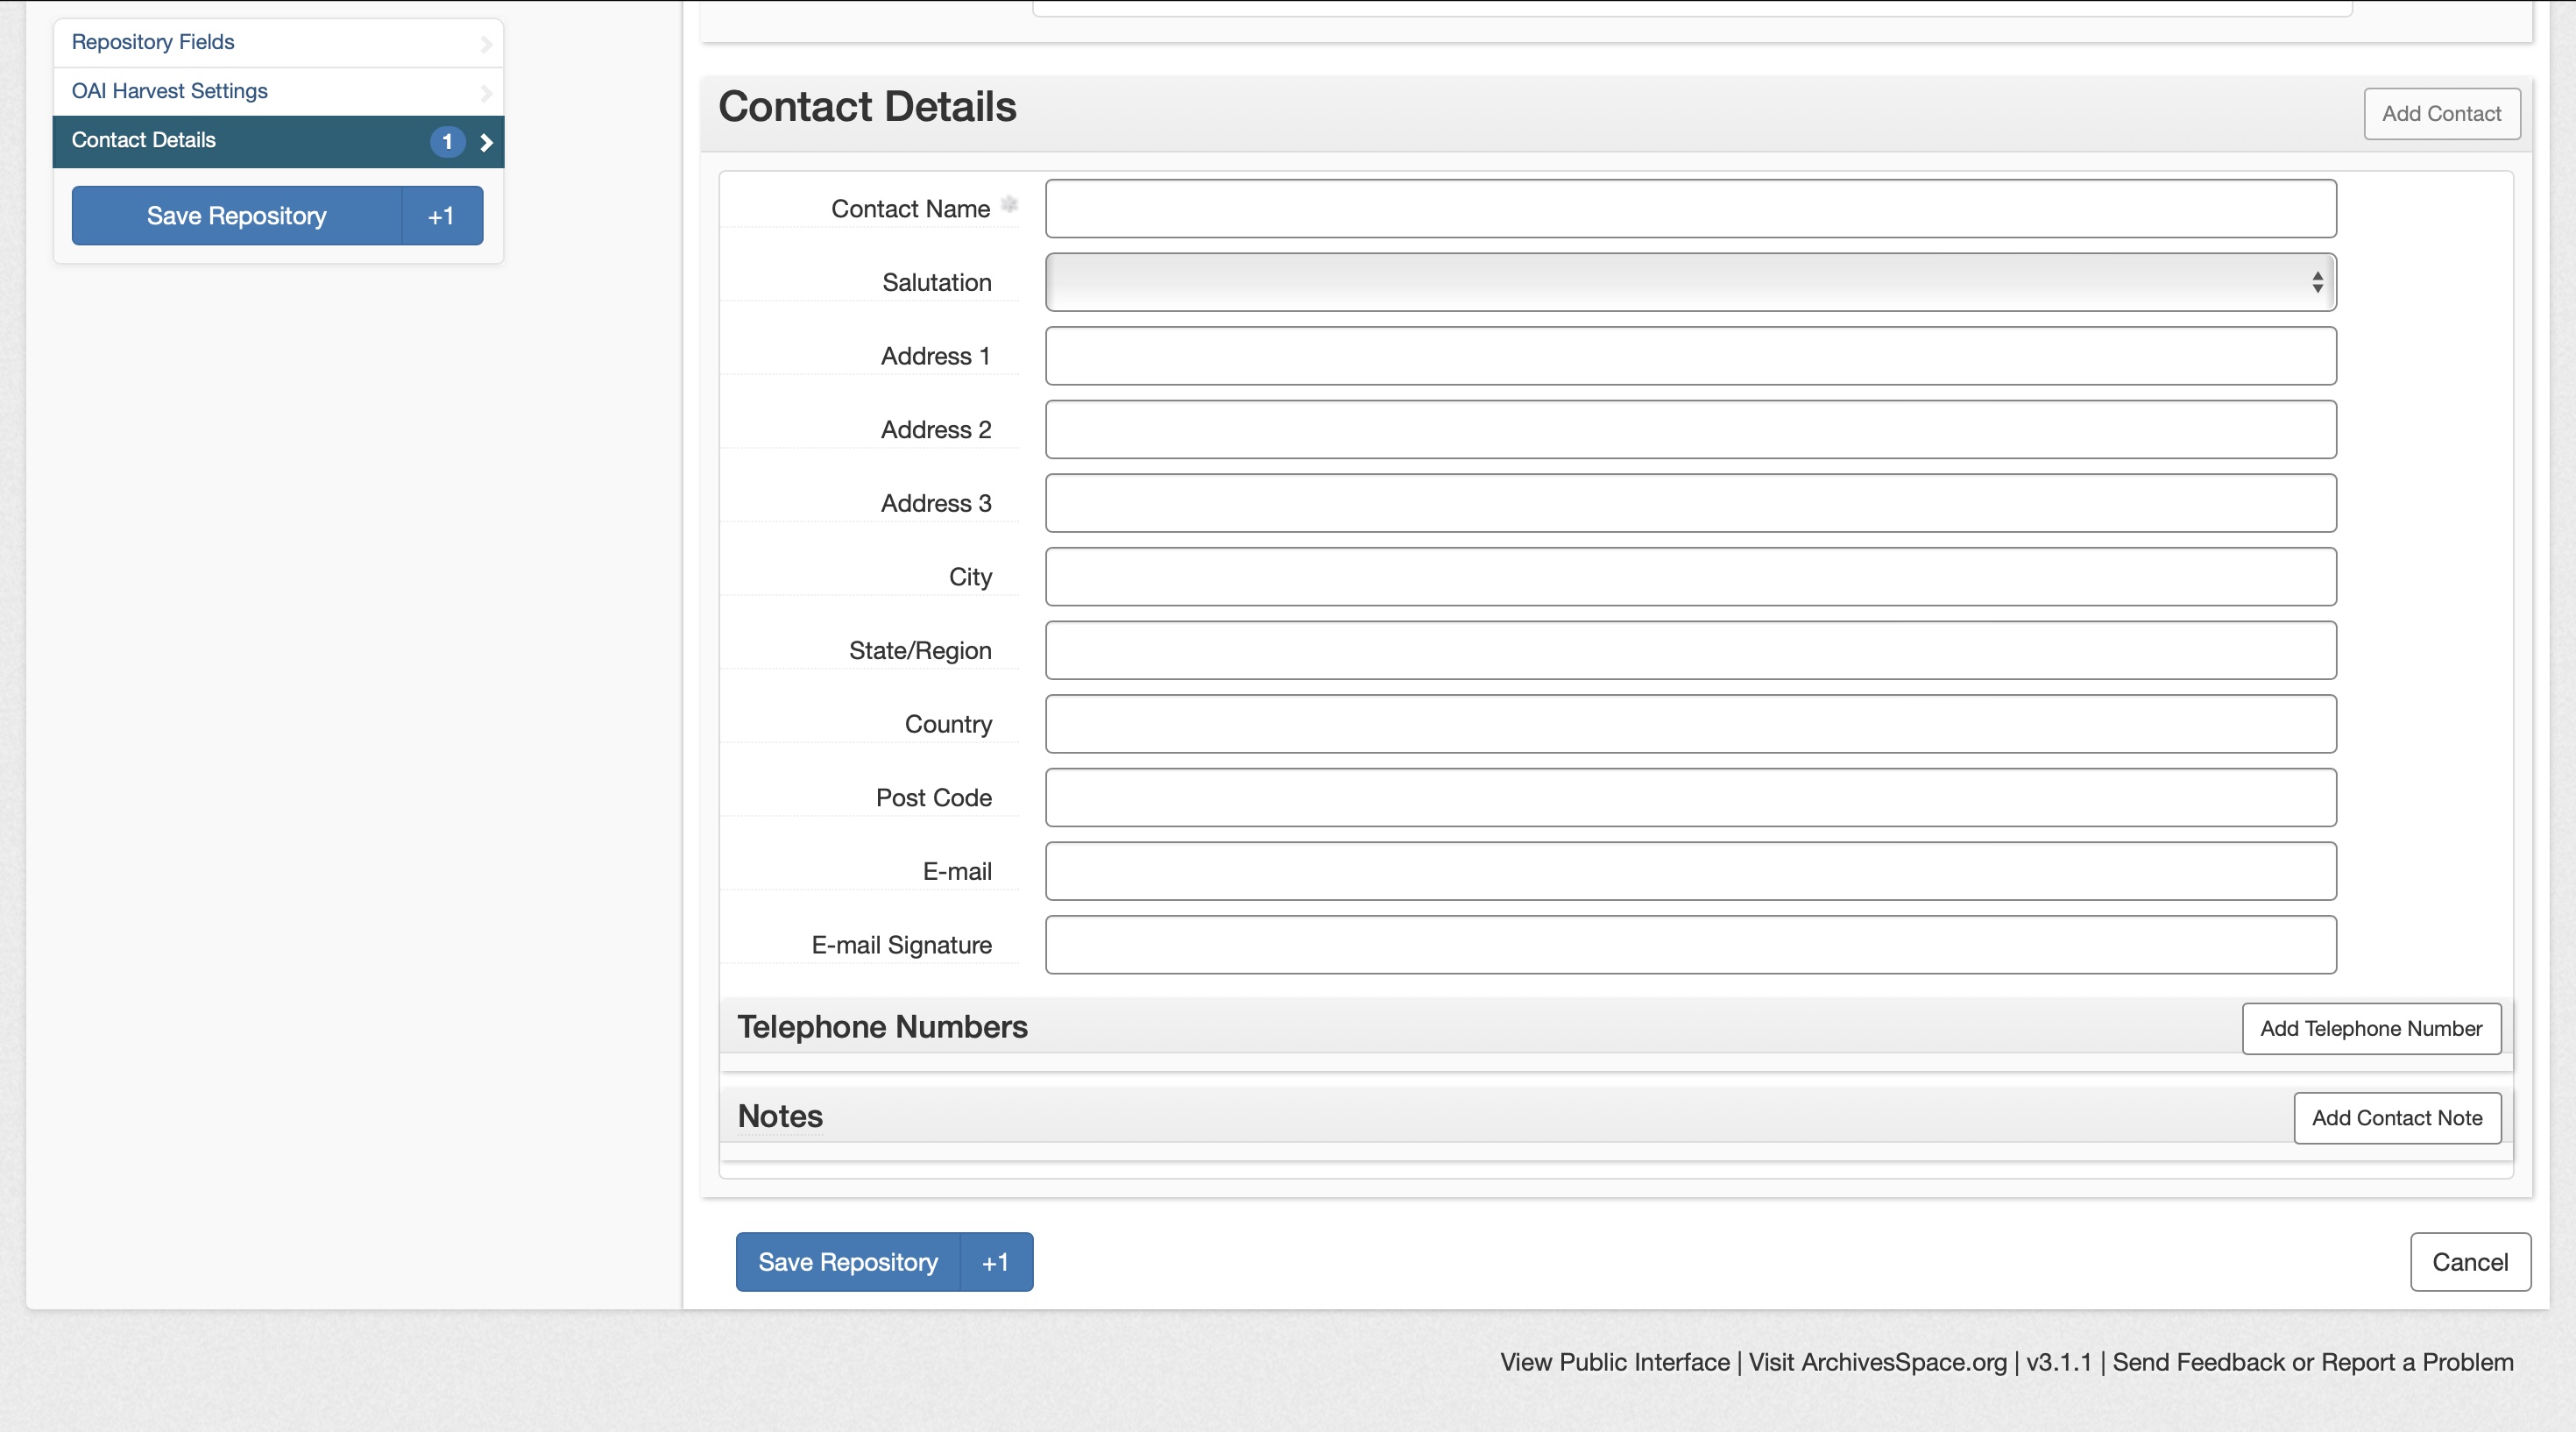 Repository Fields
OAI Harvest Settings
Contact Details 1
Save Repository +1
Contact Details
Add Contact
Contact Name
Salutation
Address 1
Address 2
Address 3
City
State/Region
Country
Post Code
E-mail
E-mail Signature
Telephone Numbers
Add Telephone Number
Notes
Add Contact Note
Save Repository +1
Cancel
View Public Interface | Visit ArchivesSpace.org | v3.1.1 | Send Feedback or Report a Problem